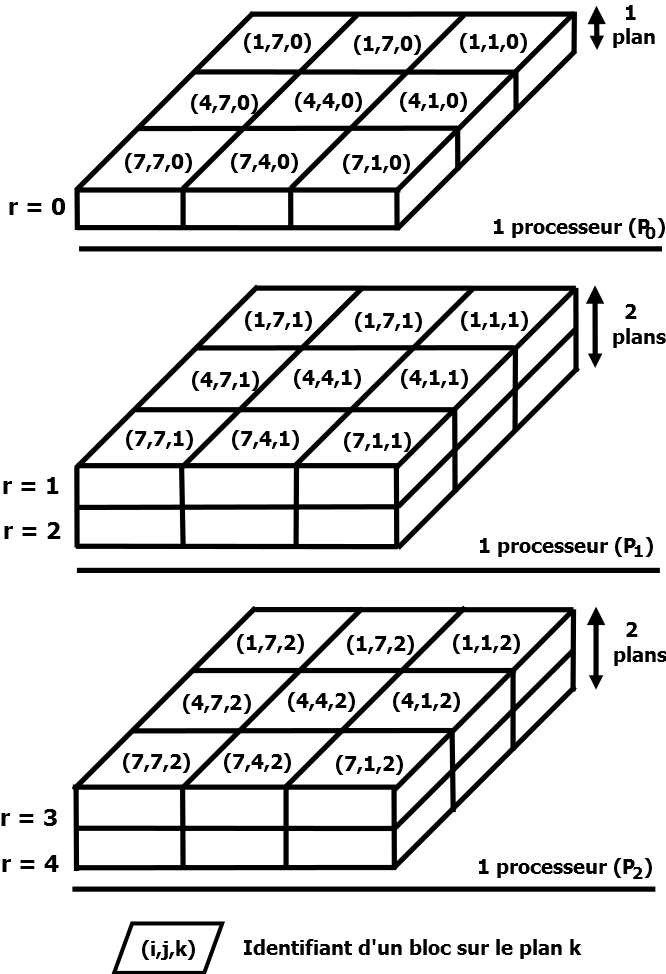 (1,7,0) (1,7,0) (1,1,0) 1 plan
(4,7,0) (4,4,0) (4,1,0)
(7,7,0) (7,4,0) (7,1,0)
r = 0
1 processeur (P0)
(1,7,1) (1,7,1) (1,1,1) 2 plans
(4,7,1) (4,4,1) (4,1,1)
(7,7,1) (7,4,1) (7,1,1)
r = 1
r = 2
1 processeur (P1)
(1,7,2) (1,7,2) (1,1,2) 2 plans
(4,7,2) (4,4,2) (4,1,2)
(7,7,2) (7,4,2) (7,1,2)
r = 3
r = 4
1 processeur (P2)
(i,j,k) Identifiant d'un bloc sur le plan k